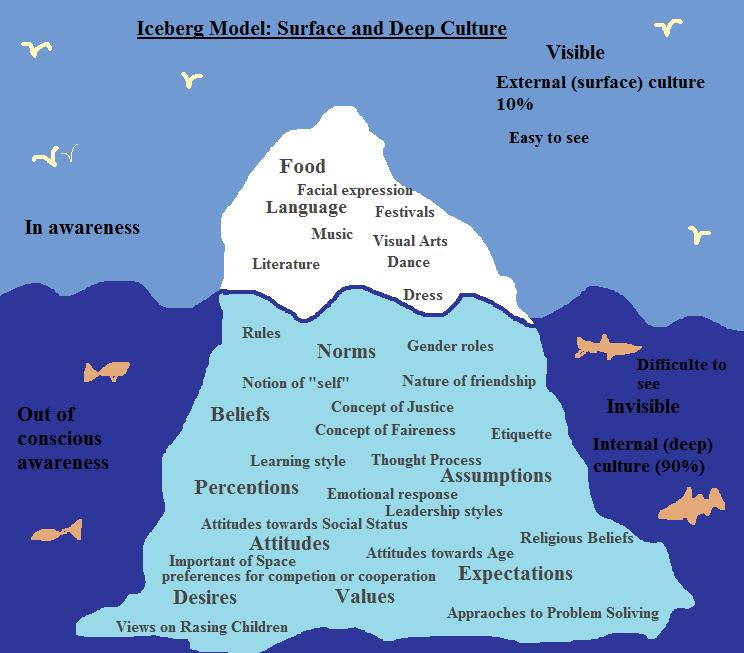 Iceberg Model: Surface and Deep Culture
Visible
External (surface) culture
10%
Easy to see
In awareness
Food
Facial expression
Language
Festivals
Music
Visual Arts
Literature
Dance
Dress
Rules
Norms
Gender roles
Notion of "self"
Nature of friendship
Beliefs
Concept of Justice
Concept of Faireness
Etiquette
Learning style
Thought Process
Assumptions
Perceptions
Emotional response
Leadership styles
Attitudes towards Social Status
Attitudes
Religious Beliefs
Attitudes towards Age
Important of Space
preferences for competion or cooperation
Expectations
Desires
Values
Appraoches to Problem Soliving
Views on Rasing Children
Out of
conscious
awareness
Difficulte to
see
Invisible
Internal (deep)
culture (90%)